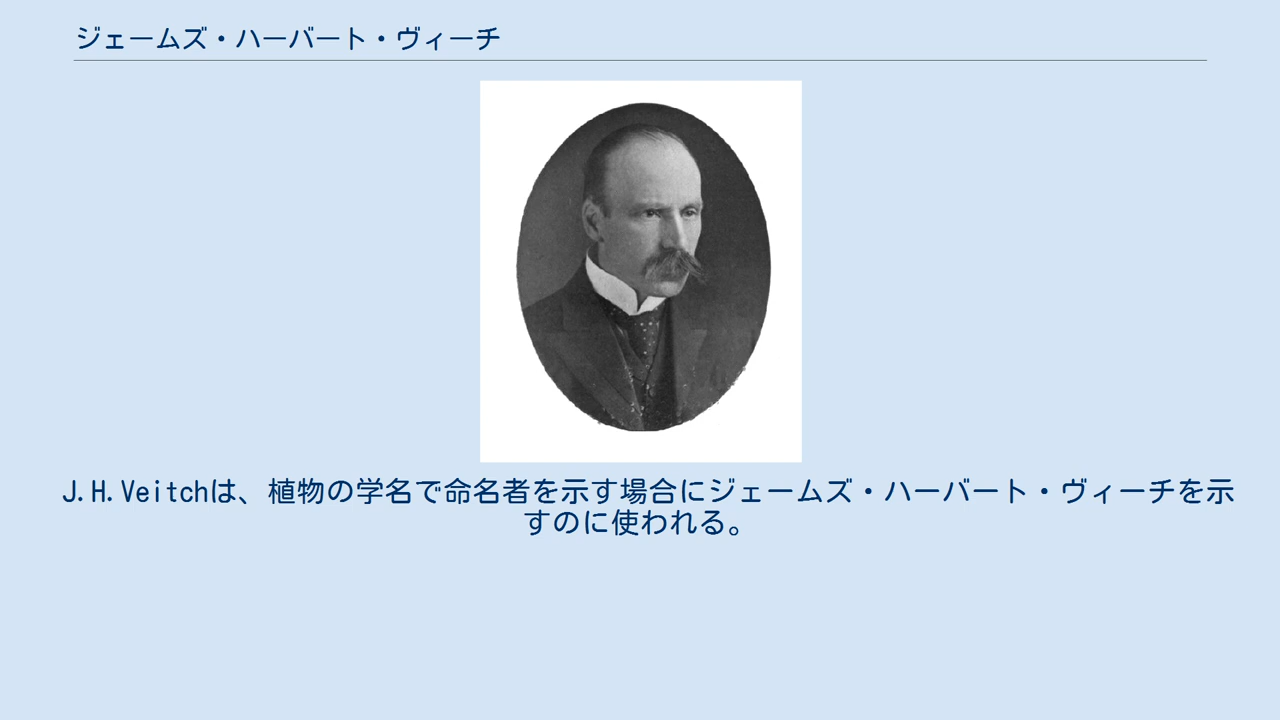 ジェームズ・ハーバート・ヴィーチ
J.H.Veitchは、植物の学名で命名者を示す場合にジェームズ・ハーバート・ヴィーチを示
すのに使われる。